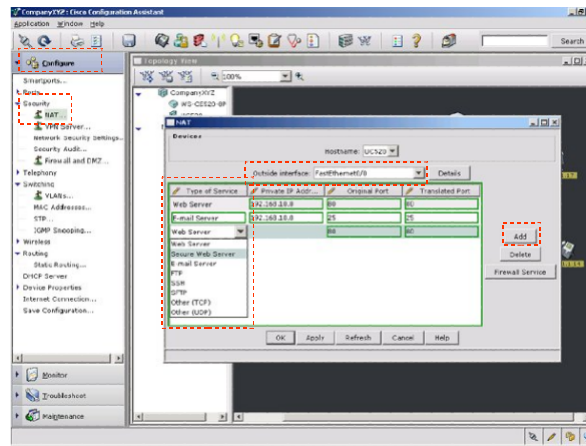 CompanyXYZ : Cisco Configuration Assistant
Application Window Help
Search
Configure
Topology View
Smartports...
Ports
Security
NAT...
VPN Server...
Network Security Settings...
Security Audit...
Firewall and DMZ...
Telephony
Switching
VLANs...
MAC Addresses...
STP...
IGMP Snooping...
Wireless
Routing
Static Routing...
DHCP Server
Device Properties
Internet Connection...
Save Configuration...
Monitor
Troubleshoot
Maintenance
100%
CompanyXYZ
WS-CE520-8P
NAT
Devices
Hostname: UC520
Outside interface: FastEthernet0/0
Details
Type of Service Private IP Addr... Original Port Translated Port
Web Server 192.168.10.8 80 80
E-mail Server 192.168.10.8 25 25
Web Server 80 80
Web Server
Secure Web Server
E-mail Server
FTP
SSH
Other (TCP)
Other (UDP)
Add
Delete
Firewall Service
OK Apply Refresh Cancel Help